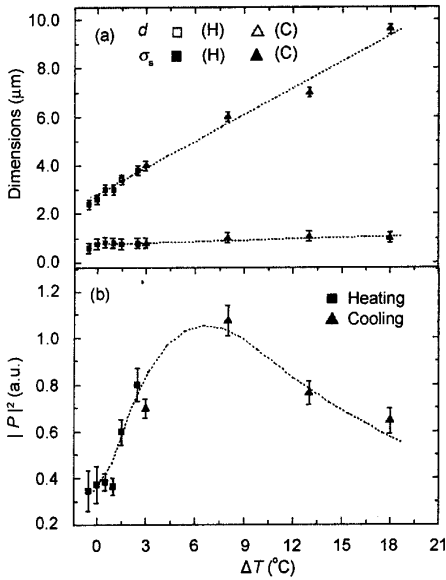 (a) d □ (H) △ (C)
σₛ ■ (H) ▲ (C)
Dimensions (μm)
10.0
8.0
6.0
4.0
2.0
0.0
(b)
■ Heating
▲ Cooling
| P |² (a.u.)
1.2
1.0
0.8
0.6
0.4
0.2
0 3 6 9 12 15 18 21
ΔT (°C)